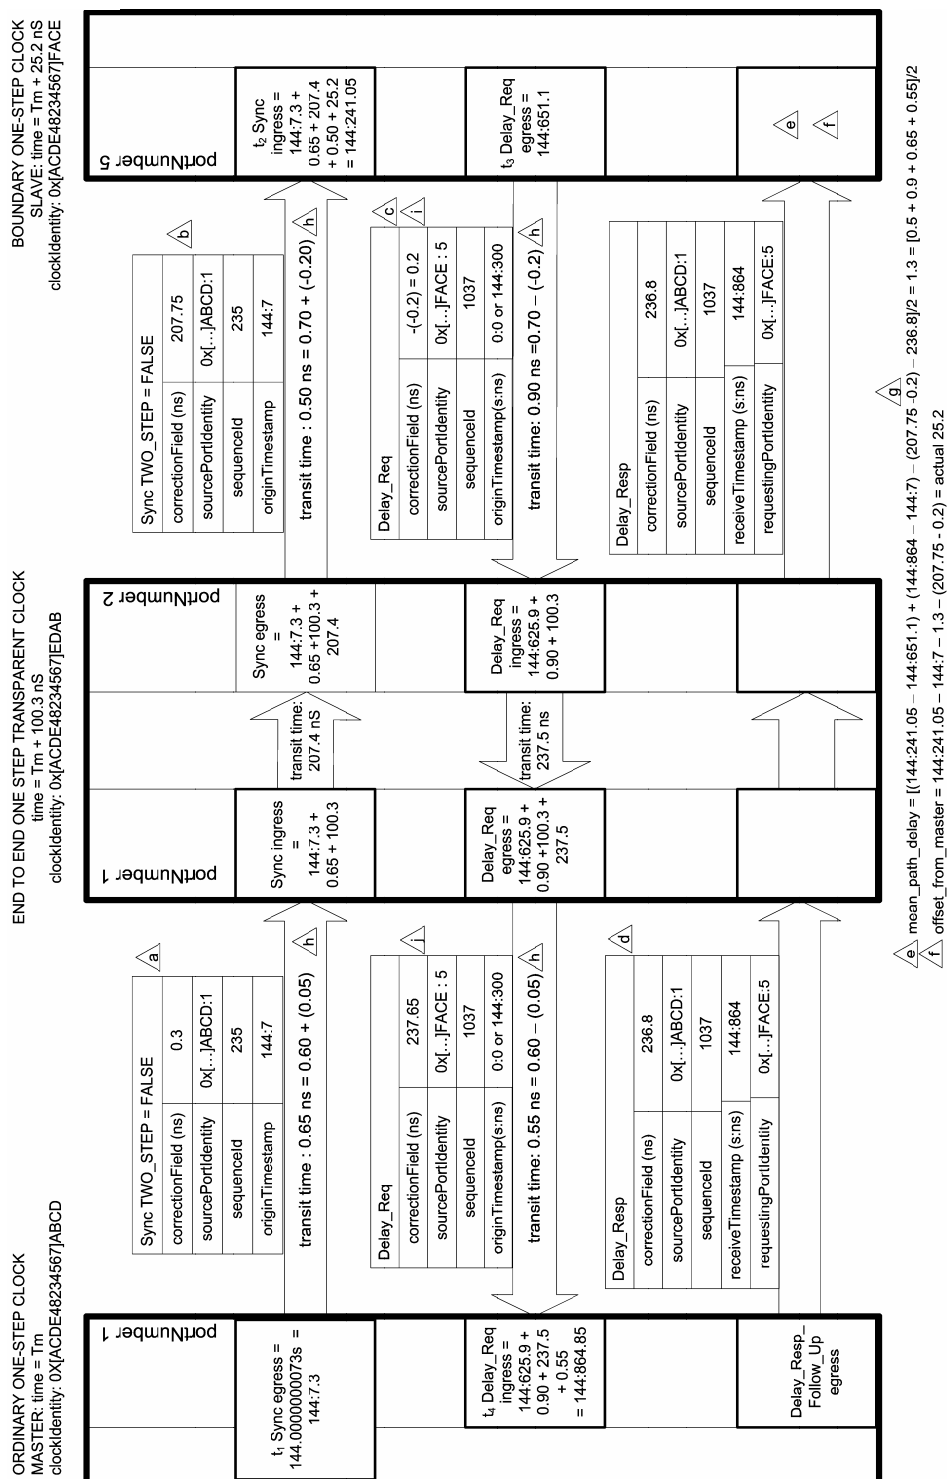 ORDINARY ONE-STEP CLOCK
MASTER: time = Tm
clockIdentity: 0X[ACDE48234567]ABCD
END TO END ONE STEP TRANSPARENT CLOCK
time = Tm + 100.3 nS
clockIdentity: 0x[ACDE48234567]EDAB
BOUNDARY ONE-STEP CLOCK
SLAVE: time = Tm + 25.2 nS
clockIdentity: 0x[ACDE48234567]FACE
portNumber 1
portNumber 1
portNumber 2
portNumber 5
t₁ Sync egress =
144.0000000073s =
144:7.3
Sync TWO_STEP = FALSE
correctionField (ns) 0.3
sourcePortIdentity 0x[...]ABCD:1
sequenceId 235
originTimestamp 144:7
a
transit time : 0.65 ns = 0.60 + (0.05)
h
Sync ingress
=
144:7.3 +
0.65 + 100.3
transit time:
207.4 nS
Sync egress
=
144:7.3 +
0.65 +100.3 +
207.4
Sync TWO_STEP = FALSE
correctionField (ns) 207.75
sourcePortIdentity 0x[...]ABCD:1
sequenceId 235
originTimestamp 144:7
b
transit time : 0.50 ns = 0.70 + (-0.20)
h
t₂ Sync
ingress =
144:7.3 +
0.65 + 207.4
+ 0.50 + 25.2
= 144:241.05
t₄ Delay_Req
ingress =
144:625.9 +
0.90 + 237.5
+ 0.55
= 144:864.85
Delay_Req
correctionField (ns) 237.65
sourcePortIdentity 0x[...]FACE : 5
sequenceId 1037
originTimestamp(s:ns) 0:0 or 144:300
j
transit time: 0.55 ns = 0.60 – (0.05)
h
Delay_Req
egress =
144:625.9 +
0.90 +100.3 +
237.5
transit time:
237.5 ns
Delay_Req
ingress =
144:625.9 +
0.90 + 100.3
Delay_Req
correctionField (ns) -(-0.2) = 0.2
sourcePortIdentity 0x[...]FACE : 5
sequenceId 1037
originTimestamp(s:ns) 0:0 or 144:300
c
i
transit time: 0.90 ns =0.70 – (-0.2)
h
t₃ Delay_Req
egress =
144:651.1
Delay_Resp_
Follow_Up
egress
Delay_Resp
correctionField (ns) 236.8
sourcePortIdentity 0x[...]ABCD:1
sequenceId 1037
receiveTimestamp (s:ns) 144:864
requestingPortIdentity 0x[...]FACE:5
d
Delay_Resp
correctionField (ns) 236.8
sourcePortIdentity 0x[...]ABCD:1
sequenceId 1037
receiveTimestamp (s:ns) 144:864
requestingPortIdentity 0x[...]FACE:5
e
f
g
e mean_path_delay = [(144:241.05 – 144:651.1) + (144:864 – 144:7) – (207.75 -0.2) – 236.8]/2 = 1.3 = [0.5 + 0.9 + 0.65 + 0.55]/2
f offset_from_master = 144:241.05 – 144:7 – 1.3 – (207.75 - 0.2) = actual 25.2